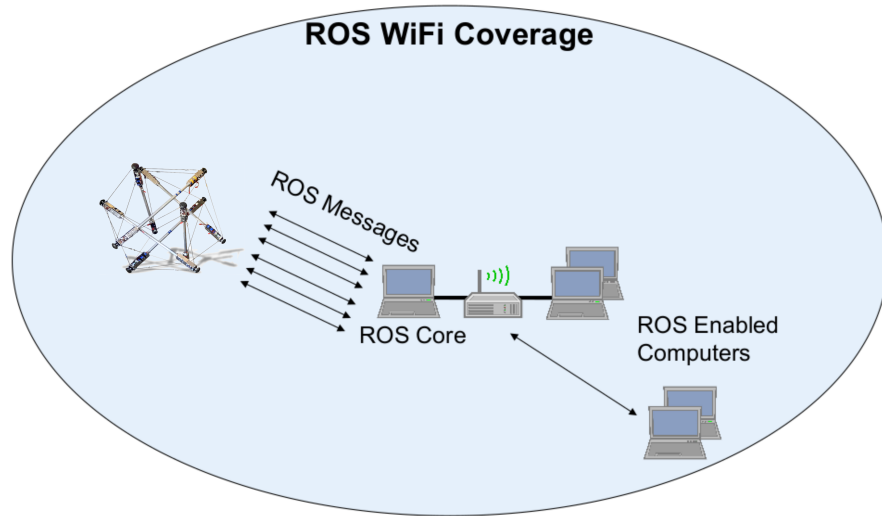 ROS WiFi Coverage
ROS Messages
ROS Core
ROS Enabled
Computers